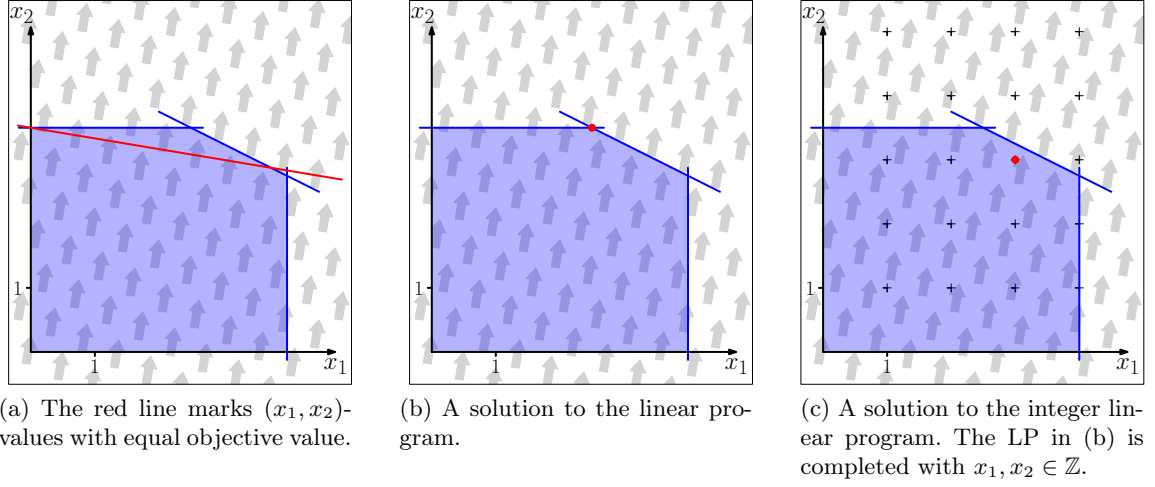 x₂
1
1
x₁
(a) The red line marks (x₁, x₂)-
values with equal objective value.
x₂
1
1
x₁
(b) A solution to the linear pro-
gram.
x₂
1
1
x₁
(c) A solution to the integer lin-
ear program. The LP in (b) is
completed with x₁, x₂ ∈ ℤ.